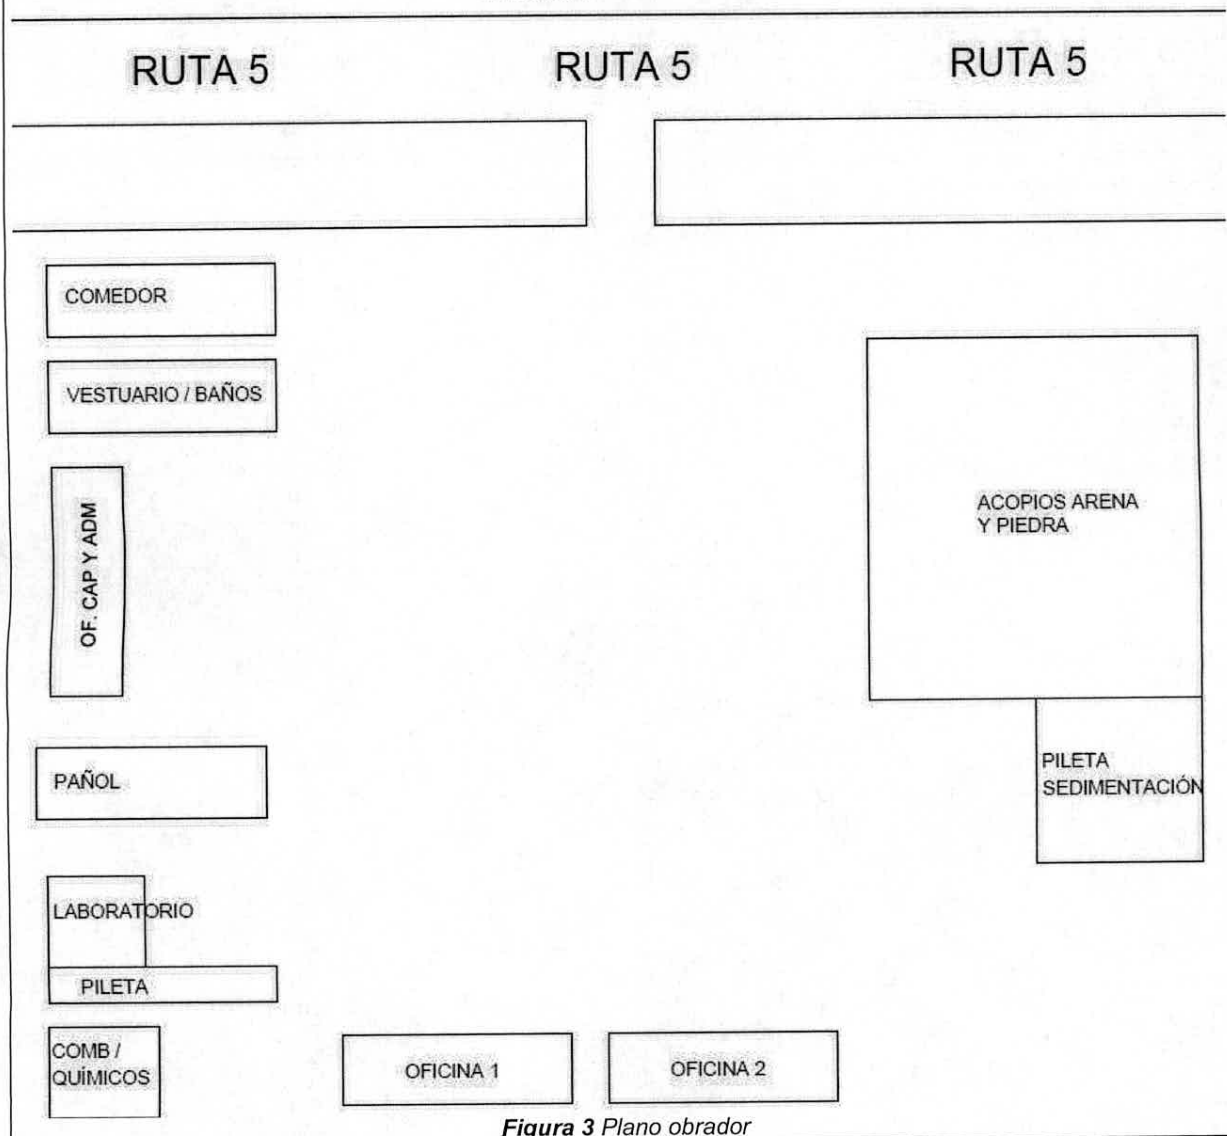 RUTA 5 RUTA 5 RUTA 5
COMEDOR
VESTUARIO / BAÑOS
OF. CAP Y ADM
ACOPIOS ARENA
Y PIEDRA
PAÑOL
PILETA
SEDIMENTACIÓN
LABORATORIO
PILETA
COMB /
QUÍMICOS
OFICINA 1
OFICINA 2
Figura 3 Plano obrador